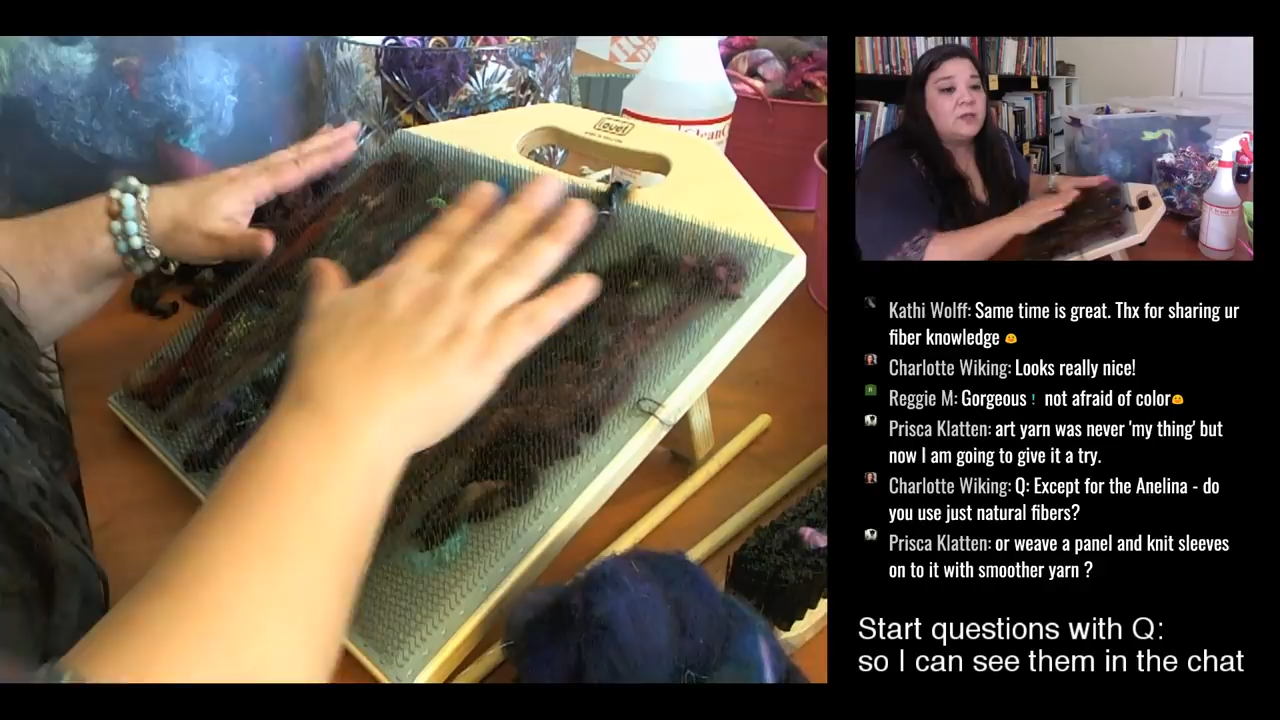 Louet
Clean
Kathi Wolff: Same time is great. Thx for sharing ur
fiber knowledge
Charlotte Wiking: Looks really nice!
Reggie M: Gorgeous ! not afraid of color
Prisca Klatten: art yarn was never 'my thing' but
now I am going to give it a try.
Charlotte Wiking: Q: Except for the Anelina - do
you use just natural fibers?
Prisca Klatten: or weave a panel and knit sleeves
on to it with smoother yarn ?
Start questions with Q:
so I can see them in the chat